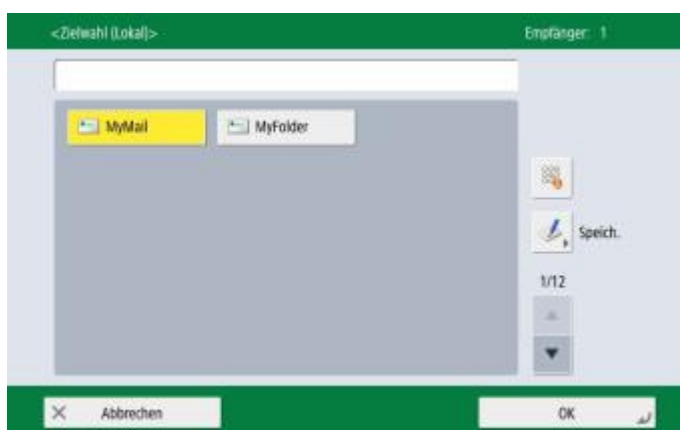 <Zielwahl (Lokal)>
Empfänger: 1
MyMail
MyFolder
Speich.
1/12
Abbrechen
OK